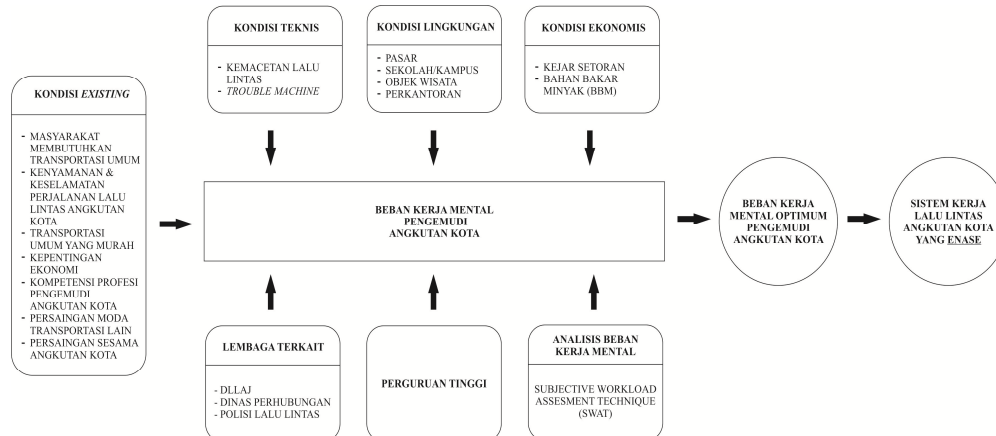 KONDISI EXISTING
- MASYARAKAT
MEMBUTUHKAN
TRANSPORTASI UMUM
- KENYAMANAN &
KESELAMATAN
PERJALANAN LALU
LINTAS ANGKUTAN
KOTA
- TRANSPORTASI
UMUM YANG MURAH
- KEPENTINGAN
EKONOMI
- KOMPETENSI PROFESI
PENGEMUDI
ANGKUTAN KOTA
- PERSAINGAN MODA
TRANSPORTASI LAIN
- PERSAINGAN SESAMA
ANGKUTAN KOTA
KONDISI TEKNIS
- KEMACETAN LALU
LINTAS
- TROUBLE MACHINE
KONDISI LINGKUNGAN
- PASAR
- SEKOLAH/KAMPUS
- OBJEK WISATA
- PERKANTORAN
KONDISI EKONOMIS
- KEJAR SETORAN
- BAHAN BAKAR
MINYAK (BBM)
BEBAN KERJA MENTAL
PENGEMUDI
ANGKUTAN KOTA
LEMBAGA TERKAIT
- DLLAJ
- DINAS PERHUBUNGAN
- POLISI LALU LINTAS
PERGURUAN TINGGI
ANALISIS BEBAN
KERJA MENTAL
SUBJECTIVE WORKLOAD
ASSESMENT TECHNIQUE
(SWAT)
BEBAN KERJA
MENTAL OPTIMUM
PENGEMUDI
ANGKUTAN KOTA
SISTEM KERJA
LALU LINTAS
ANGKUTAN KOTA
YANG ENASE